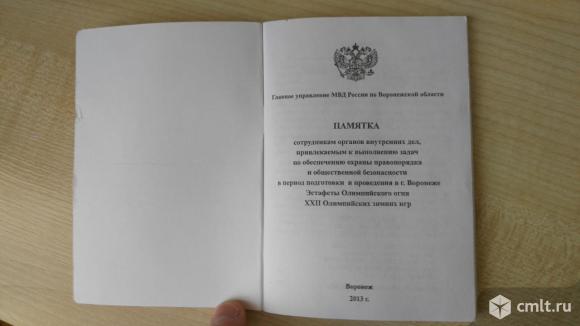 Главное управление МВД России по Воронежской области
ПАМЯТКА
сотрудникам органов внутренних дел,
привлекаемым к выполнению задач
по обеспечению охраны правопорядка
и общественной безопасности
в период подготовки и проведения в г. Воронеже
Эстафеты Олимпийского огня
XXII Олимпийских зимних игр
Воронеж
2013 г.
cmlt.ru